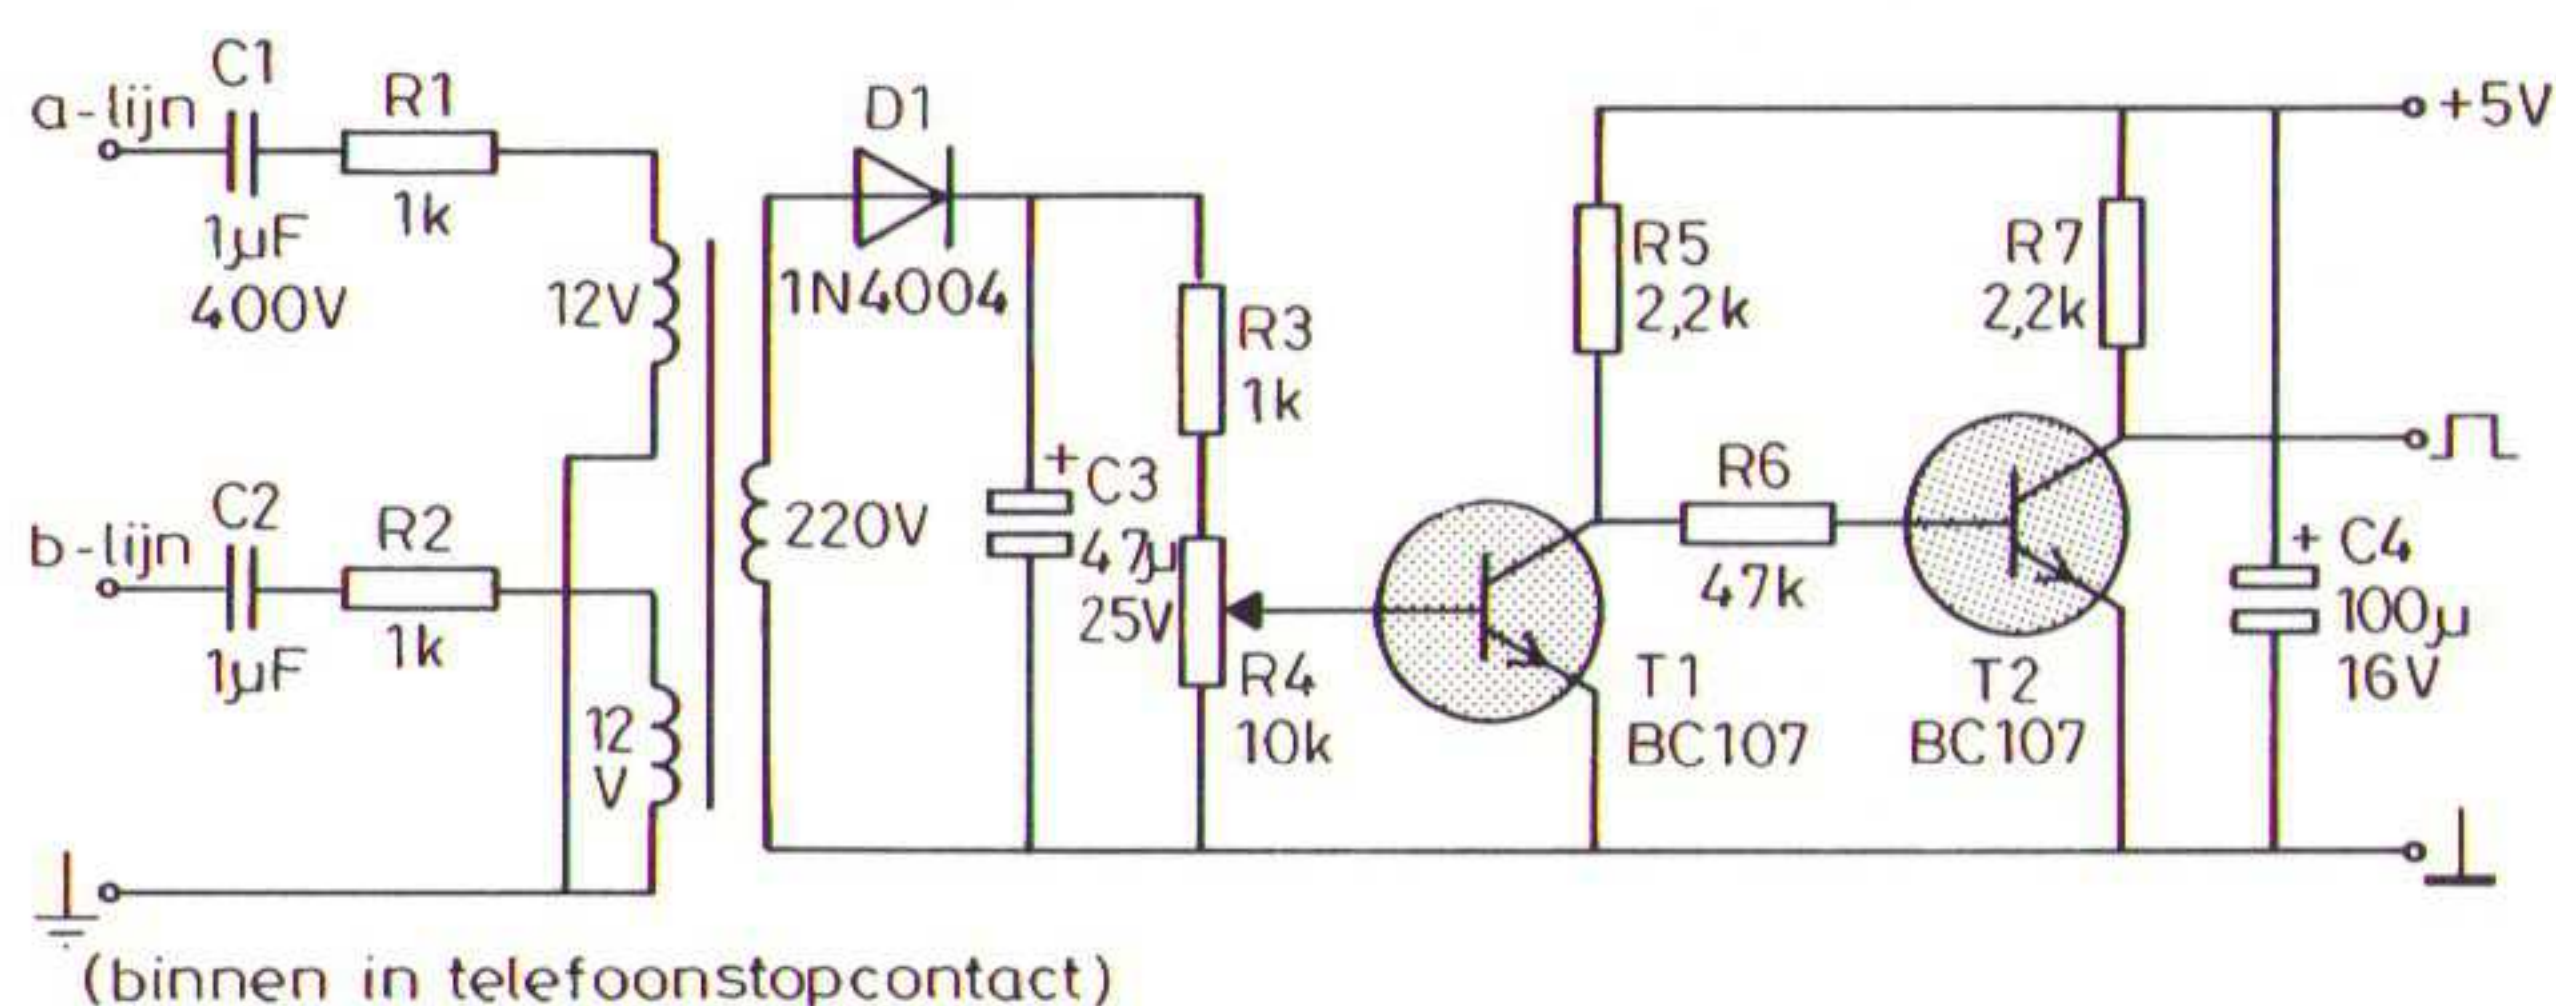 a-lijn
C1
1µF
400V
R1
1k
12V
b-lijn
C2
1µF
R2
1k
12
V
(binnen in telefoonstopcontact)
220V
D1
1N4004
+
C3
47µ
25V
R3
1k
R4
10k
T1
BC107
R5
2,2k
R6
47k
T2
BC107
R7
2,2k
+
C4
100µ
16V
+5V